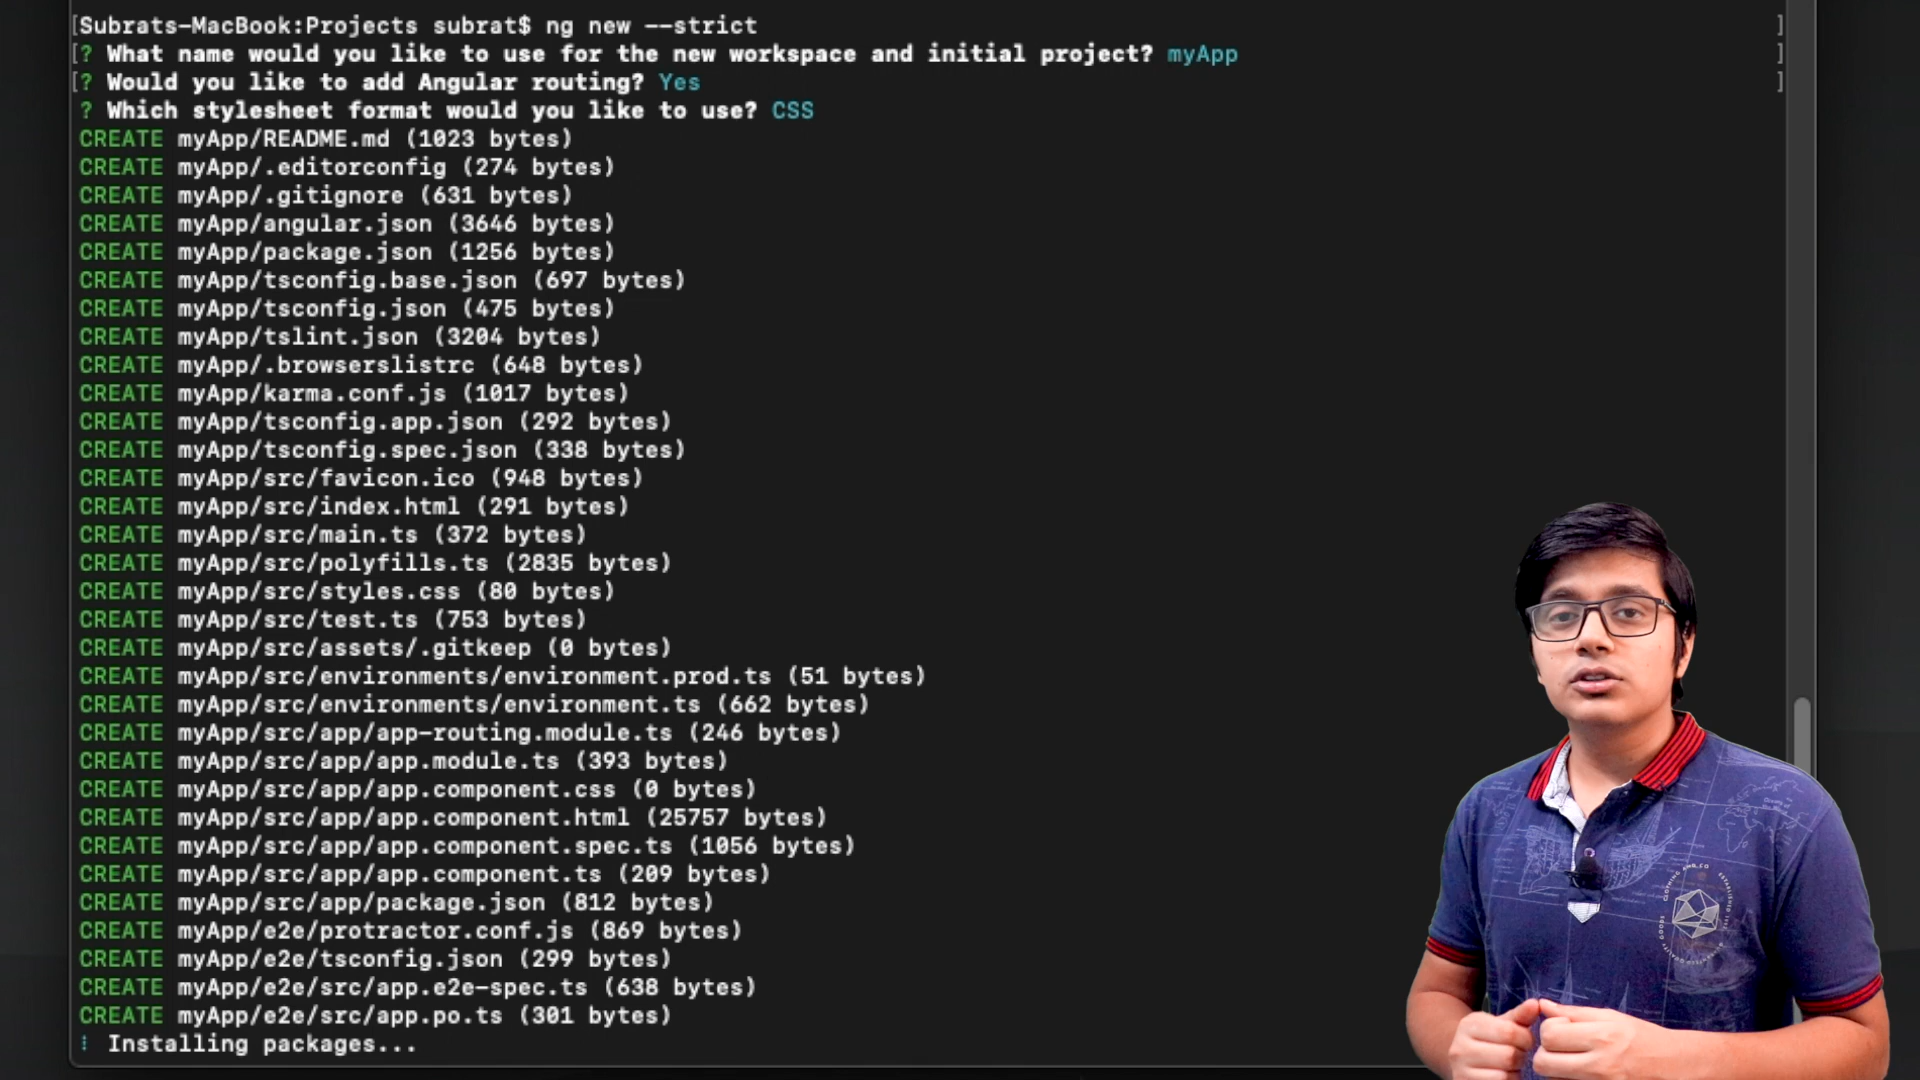 [Subrats-MacBook:Projects subrat$ ng new --strict ]
[? What name would you like to use for the new workspace and initial project? myApp ]
[? Would you like to add Angular routing? Yes ]
? Which stylesheet format would you like to use? CSS
CREATE myApp/README.md (1023 bytes)
CREATE myApp/.editorconfig (274 bytes)
CREATE myApp/.gitignore (631 bytes)
CREATE myApp/angular.json (3646 bytes)
CREATE myApp/package.json (1256 bytes)
CREATE myApp/tsconfig.base.json (697 bytes)
CREATE myApp/tsconfig.json (475 bytes)
CREATE myApp/tslint.json (3204 bytes)
CREATE myApp/.browserslistrc (648 bytes)
CREATE myApp/karma.conf.js (1017 bytes)
CREATE myApp/tsconfig.app.json (292 bytes)
CREATE myApp/tsconfig.spec.json (338 bytes)
CREATE myApp/src/favicon.ico (948 bytes)
CREATE myApp/src/index.html (291 bytes)
CREATE myApp/src/main.ts (372 bytes)
CREATE myApp/src/polyfills.ts (2835 bytes)
CREATE myApp/src/styles.css (80 bytes)
CREATE myApp/src/test.ts (753 bytes)
CREATE myApp/src/assets/.gitkeep (0 bytes)
CREATE myApp/src/environments/environment.prod.ts (51 bytes)
CREATE myApp/src/environments/environment.ts (662 bytes)
CREATE myApp/src/app/app-routing.module.ts (246 bytes)
CREATE myApp/src/app/app.module.ts (393 bytes)
CREATE myApp/src/app/app.component.css (0 bytes)
CREATE myApp/src/app/app.component.html (25757 bytes)
CREATE myApp/src/app/app.component.spec.ts (1056 bytes)
CREATE myApp/src/app/app.component.ts (209 bytes)
CREATE myApp/src/app/package.json (812 bytes)
CREATE myApp/e2e/protractor.conf.js (869 bytes)
CREATE myApp/e2e/tsconfig.json (299 bytes)
CREATE myApp/e2e/src/app.e2e-spec.ts (638 bytes)
CREATE myApp/e2e/src/app.po.ts (301 bytes)
⁝ Installing packages...